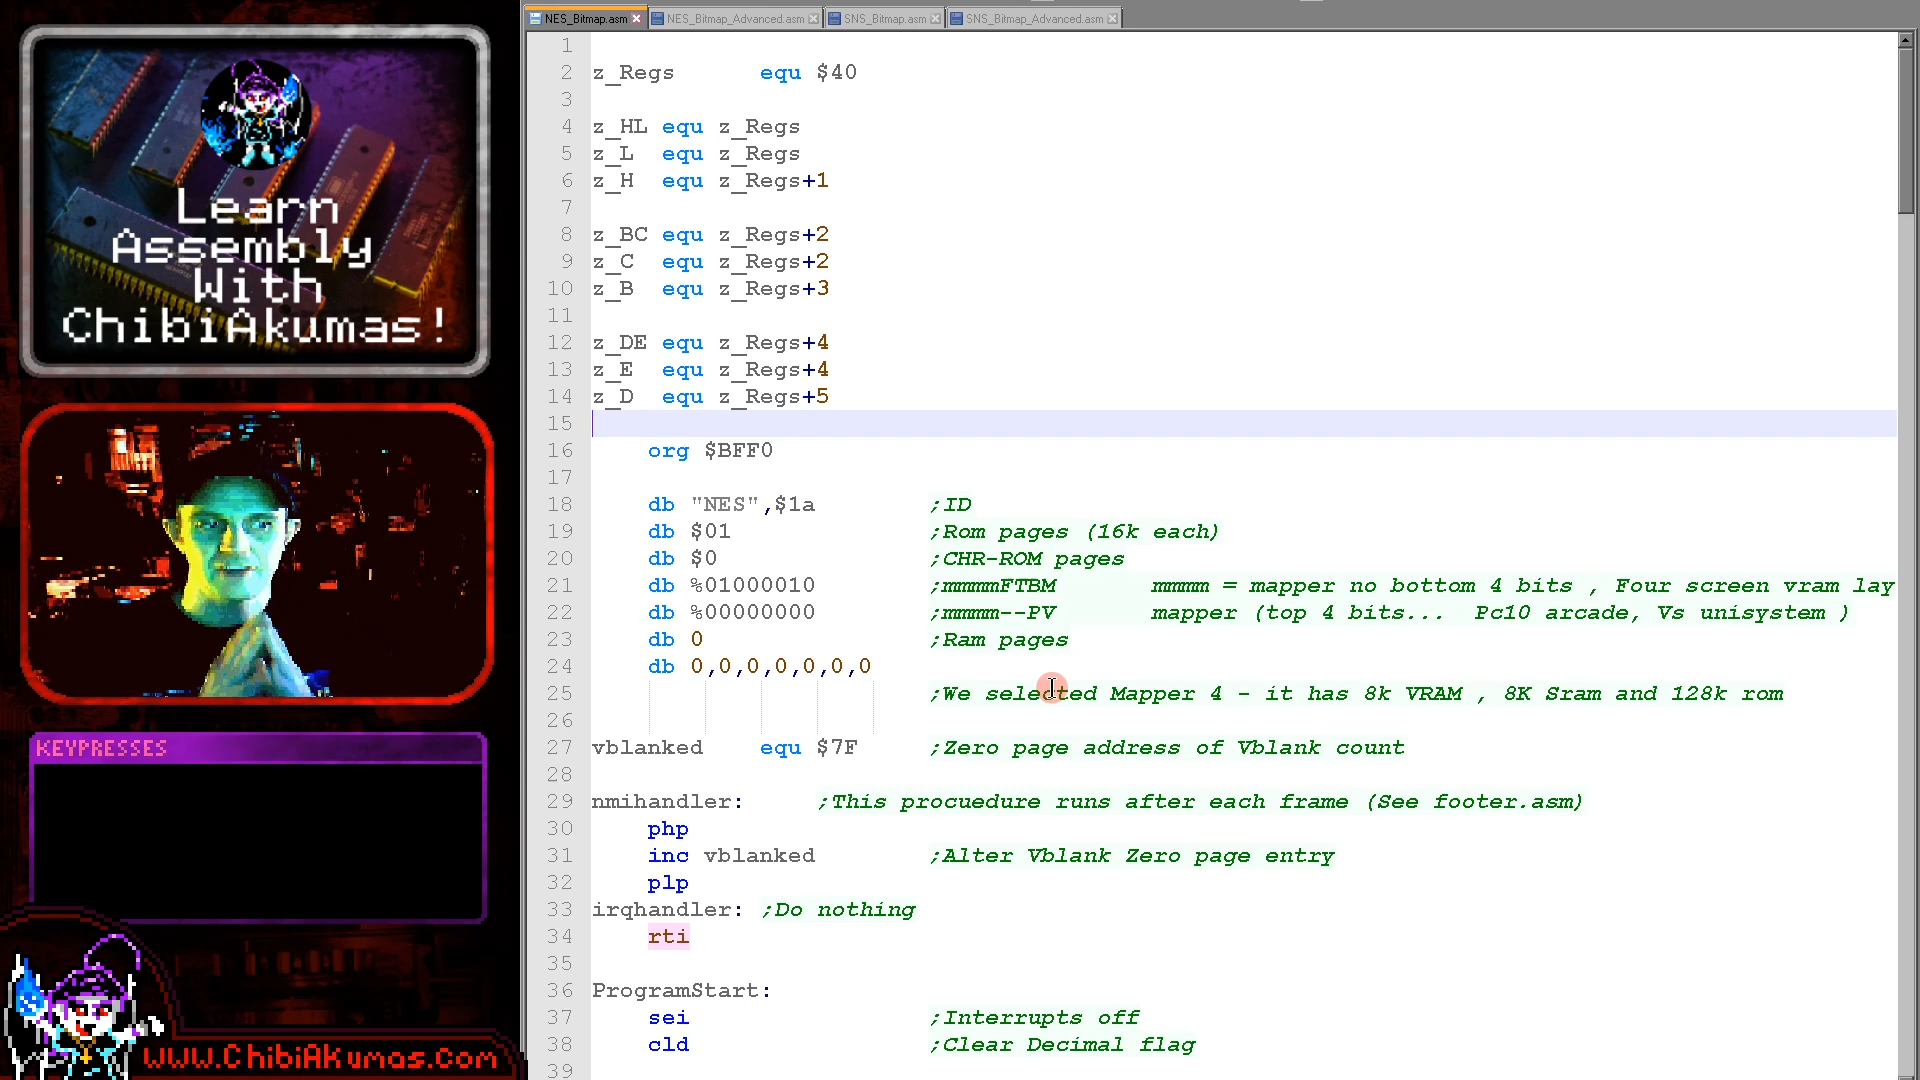 Learn
Assembly
With
ChibiAkumas!
KEYPRESSES
www.ChibiAkumas.com
NES_Bitmap.asm NES_Bitmap_Advanced.asm SNS_Bitmap.asm SNS_Bitmap_Advanced.asm
1
2 z_Regs equ $40
3
4 z_HL equ z_Regs
5 z_L equ z_Regs
6 z_H equ z_Regs+1
7
8 z_BC equ z_Regs+2
9 z_C equ z_Regs+2
10 z_B equ z_Regs+3
11
12 z_DE equ z_Regs+4
13 z_E equ z_Regs+4
14 z_D equ z_Regs+5
15
16 org $BFF0
17
18 db "NES",$1a ;ID
19 db $01 ;Rom pages (16k each)
20 db $0 ;CHR-ROM pages
21 db %01000010 ;mmmmFTBM mmmm = mapper no bottom 4 bits , Four screen vram lay
22 db %00000000 ;mmmm--PV mapper (top 4 bits... Pc10 arcade, Vs unisystem )
23 db 0 ;Ram pages
24 db 0,0,0,0,0,0,0
25 ;We selected Mapper 4 - it has 8k VRAM , 8K Sram and 128k rom
26
27 vblanked equ $7F ;Zero page address of Vblank count
28
29 nmihandler: ;This procuedure runs after each frame (See footer.asm)
30 php
31 inc vblanked ;Alter Vblank Zero page entry
32 plp
33 irqhandler: ;Do nothing
34 rti
35
36 ProgramStart:
37 sei ;Interrupts off
38 cld ;Clear Decimal flag
39